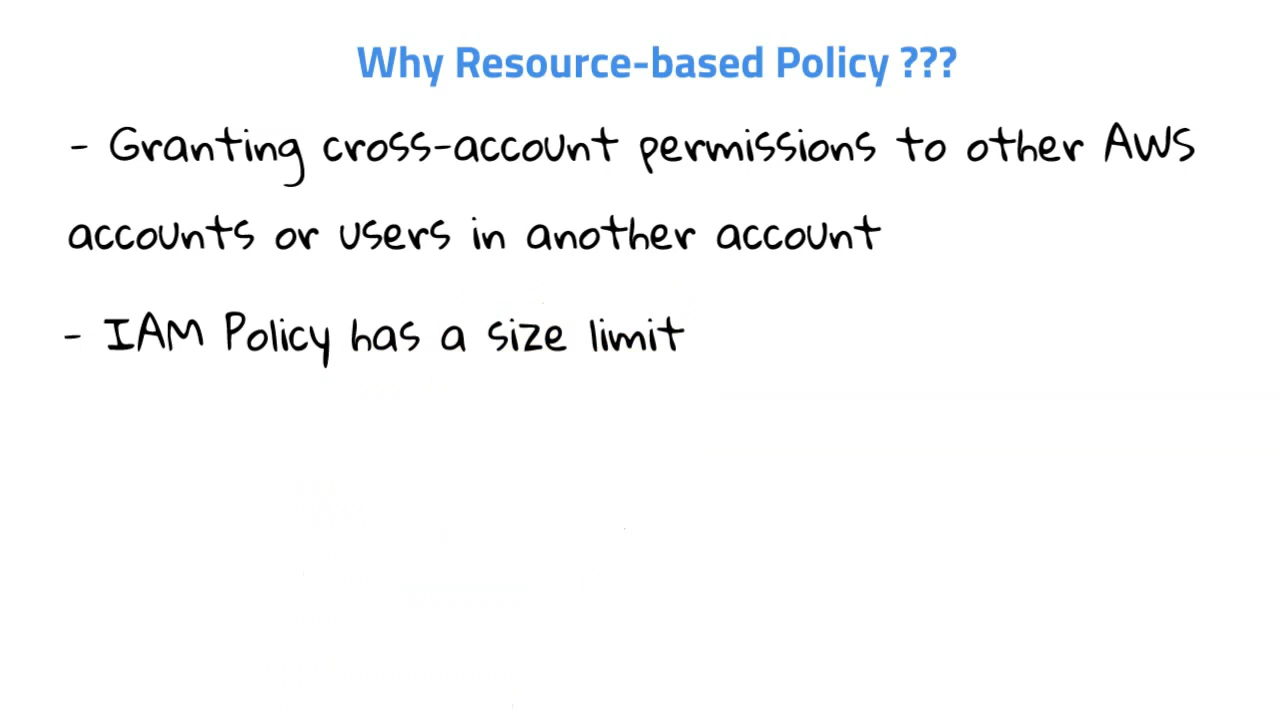 Why Resource-based Policy ???
- Granting cross-account permissions to other AWS
accounts or users in another account
- IAM Policy has a size limit